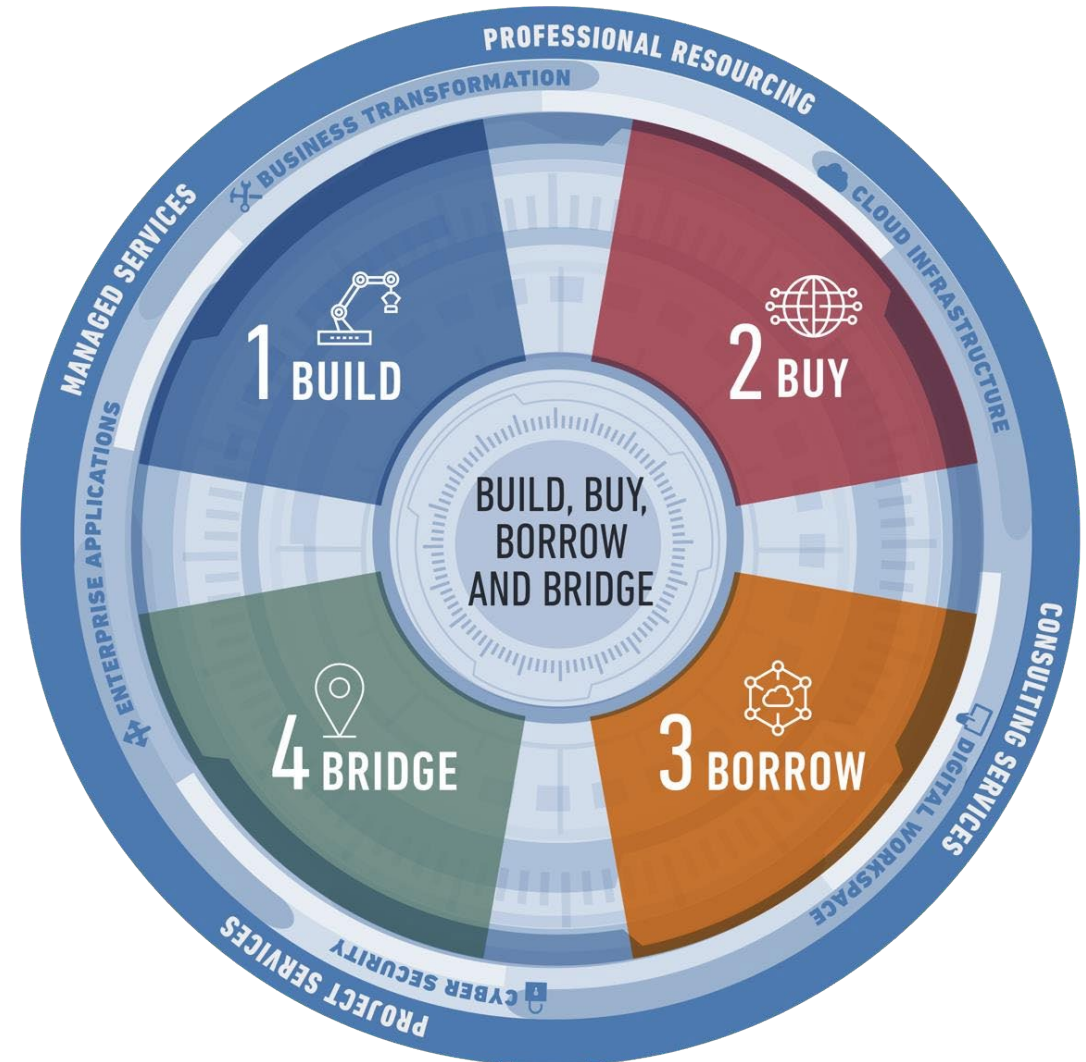 PROFESSIONAL RESOURCING
BUSINESS TRANSFORMATION
CLOUD INFRASTRUCTURE
MANAGED SERVICES
ENTERPRISE APPLICATIONS
1 BUILD
2 BUY
BUILD, BUY,
BORROW
AND BRIDGE
4 BRIDGE
3 BORROW
CONSULTING SERVICES
DIGITAL WORKSPACE
CYBER SECURITY
PROJECT SERVICES